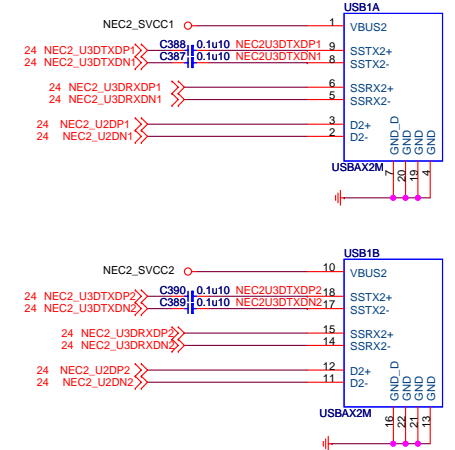 USB1A
NEC2_SVCC1 1 VBUS2
24 NEC2_U3DTXDP1 C388 0.1u10 NEC2U3DTXDP1 9 SSTX2+
24 NEC2_U3DTXDN1 C387 0.1u10 NEC2U3DTXDN1 8 SSTX2-
24 NEC2_U3DRXDP1 6 SSRX2+
24 NEC2_U3DRXDN1 5 SSRX2-
24 NEC2_U2DP1 3 D2+
24 NEC2_U2DN1 2 D2-
GND_D GND GND GND
USBAX2M
7 20 19 4
USB1B
NEC2_SVCC2 10 VBUS2
24 NEC2_U3DTXDP2 C390 0.1u10 NEC2U3DTXDP2 18 SSTX2+
24 NEC2_U3DTXDN2 C389 0.1u10 NEC2U3DTXDN2 17 SSTX2-
24 NEC2_U3DRXDP2 15 SSRX2+
24 NEC2_U3DRXDN2 14 SSRX2-
24 NEC2_U2DP2 12 D2+
24 NEC2_U2DN2 11 D2-
GND_D GND GND GND
USBAX2M
16 22 21 13